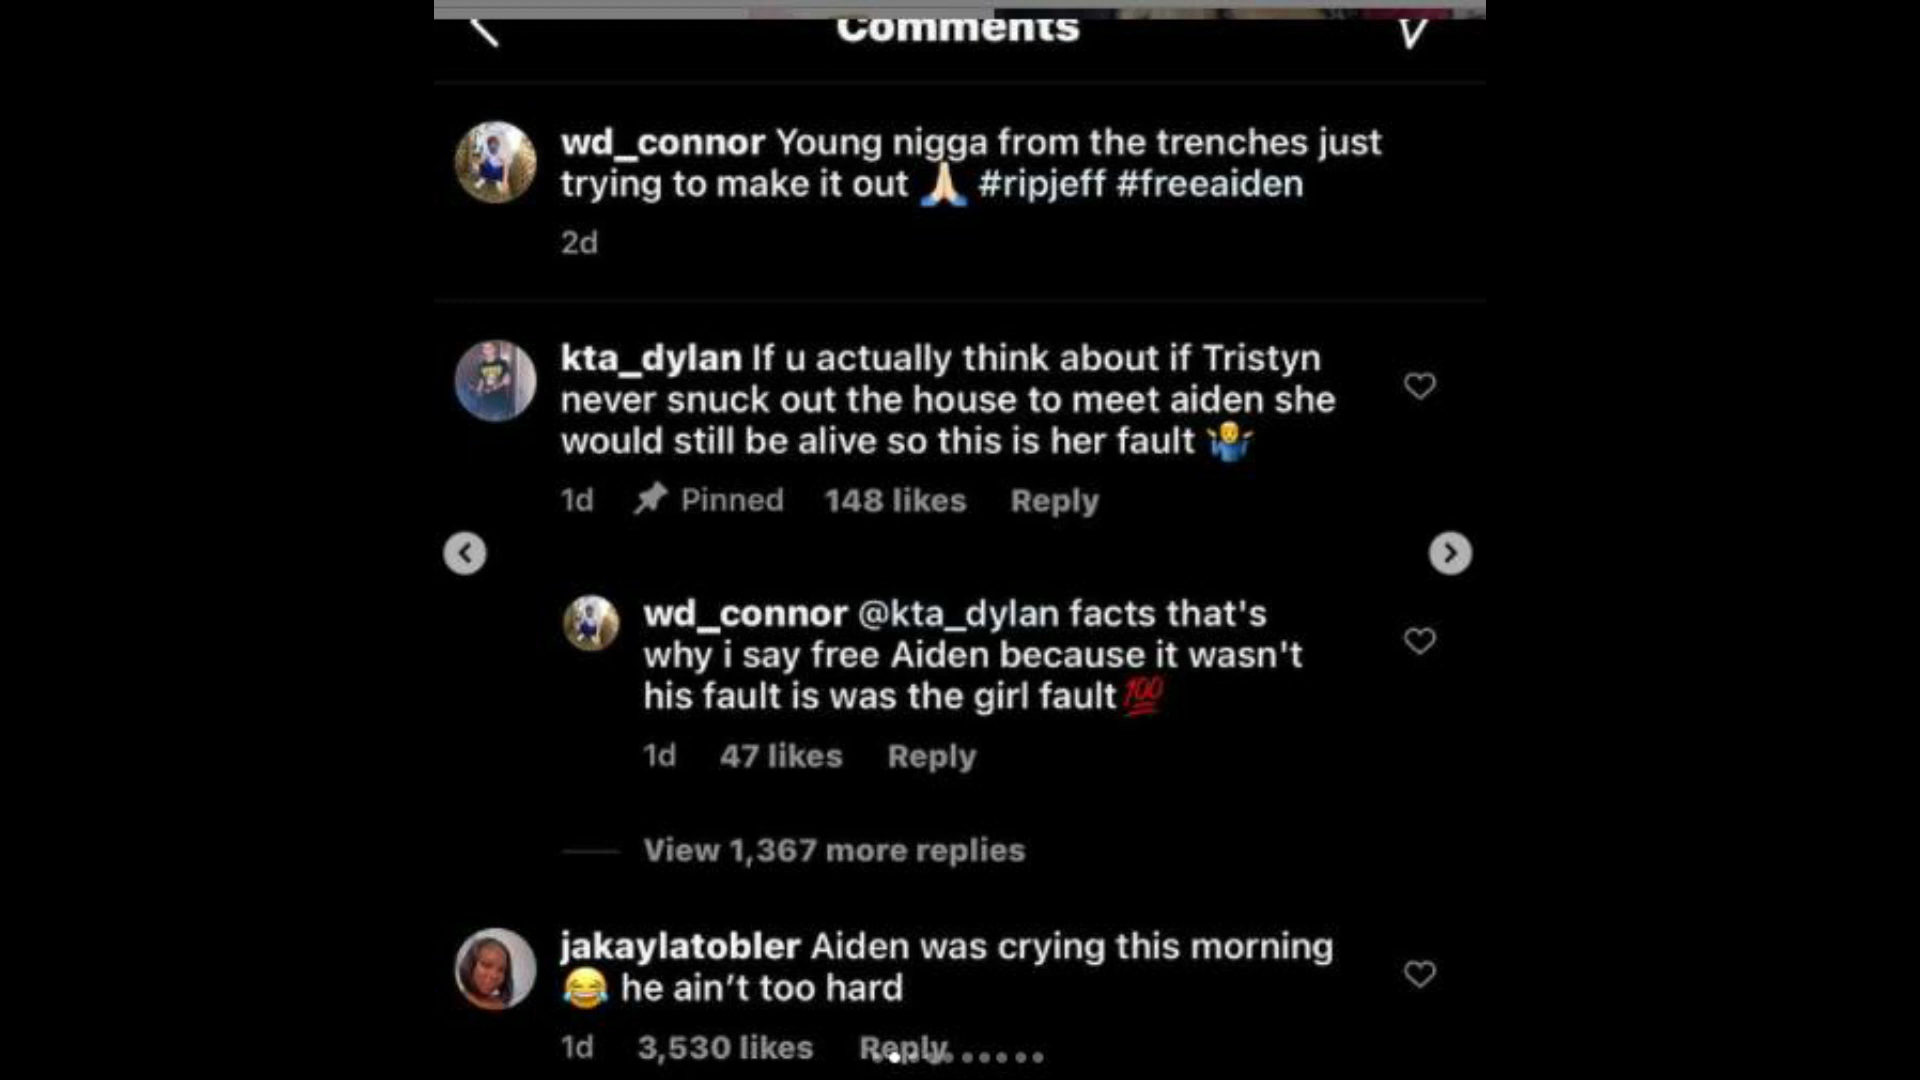 Comments
wd_connor Young nigga from the trenches just
trying to make it out 🙏🏻 #ripjeff #freeaiden
2d
kta_dylan If u actually think about if Tristyn
never snuck out the house to meet aiden she
would still be alive so this is her fault 🤷‍♂️
1d Pinned 148 likes Reply
wd_connor @kta_dylan facts that's
why i say free Aiden because it wasn't
his fault is was the girl fault💯
1d 47 likes Reply
View 1,367 more replies
jakaylatobler Aiden was crying this morning
😂 he ain’t too hard
1d 3,530 likes Reply